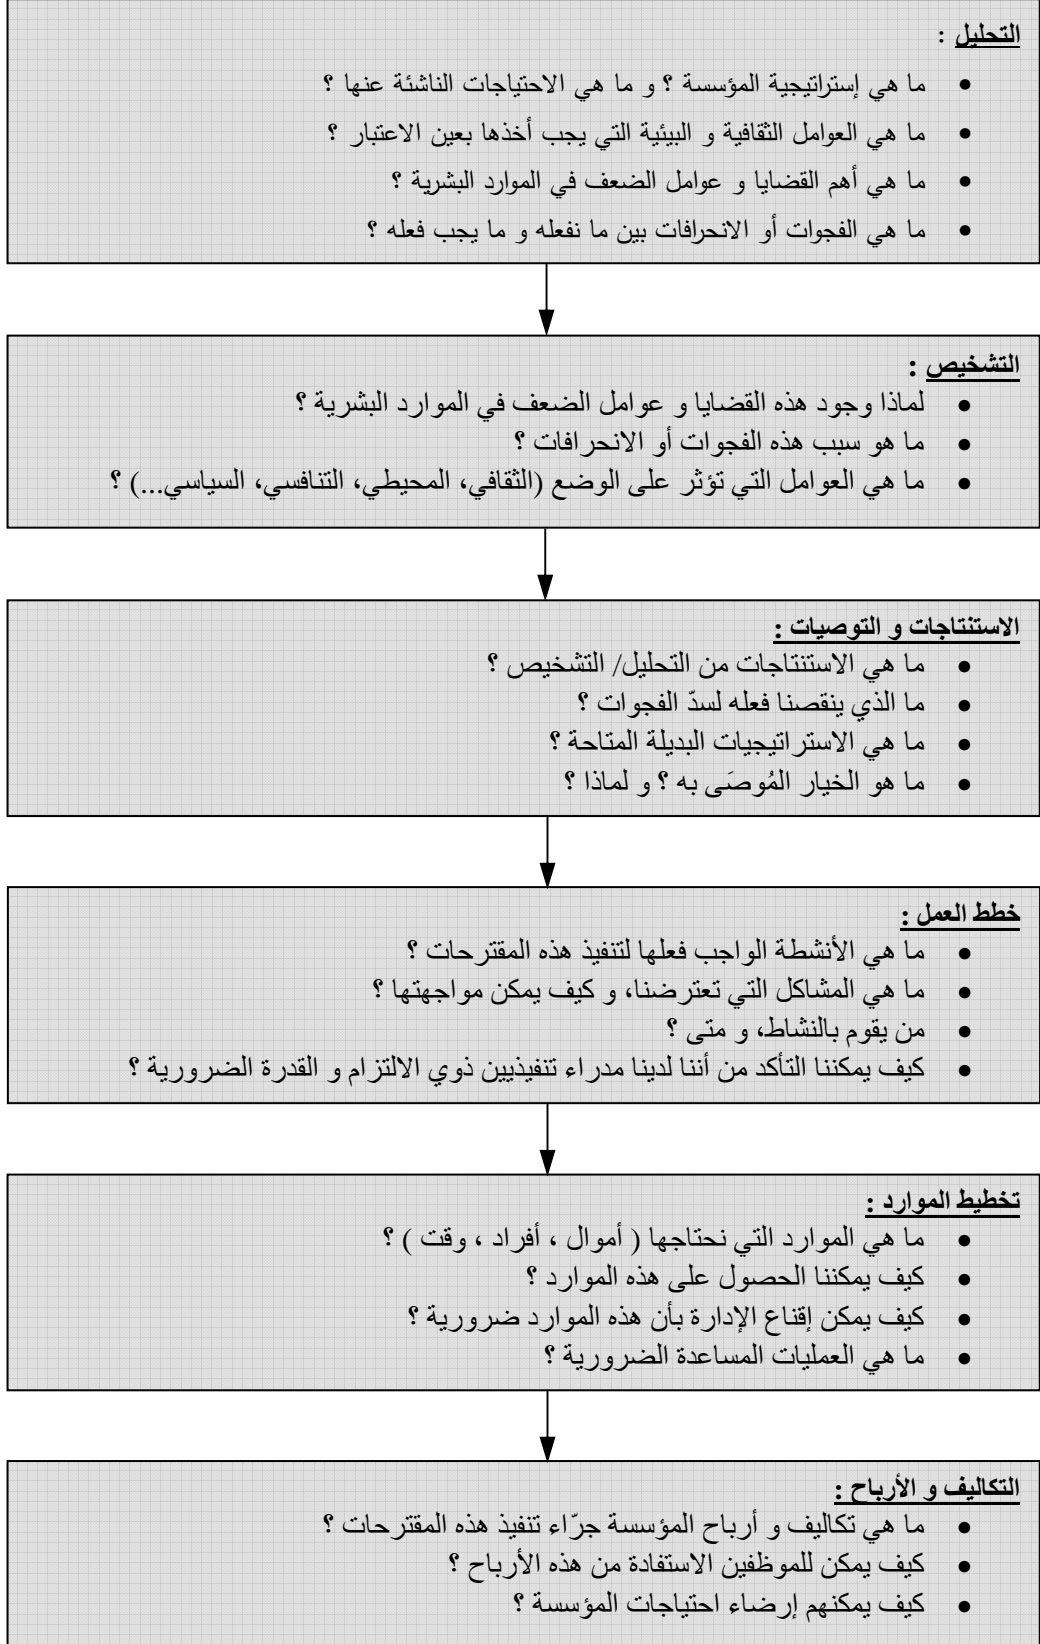 التحليل :
• ما هي إستراتيجية المؤسسة ؟ و ما هي الاحتياجات الناشئة عنها ؟
• ما هي العوامل الثقافية و البيئية التي يجب أخذها بعين الاعتبار ؟
• ما هي أهم القضايا و عوامل الضعف في الموارد البشرية ؟
• ما هي الفجوات أو الانحرافات بين ما نفعله و ما يجب فعله ؟
التشخيص :
• لماذا وجود هذه القضايا و عوامل الضعف في الموارد البشرية ؟
• ما هو سبب هذه الفجوات أو الانحرافات ؟
• ما هي العوامل التي تؤثر على الوضع (الثقافي، المحيطي، التنافسي، السياسي...) ؟
الاستنتاجات و التوصيات :
• ما هي الاستنتاجات من التحليل/ التشخيص ؟
• ما الذي ينقصنا فعله لسدّ الفجوات ؟
• ما هي الاستراتيجيات البديلة المتاحة ؟
• ما هو الخيار المُوصَى به ؟ و لماذا ؟
خطط العمل :
• ما هي الأنشطة الواجب فعلها لتنفيذ هذه المقترحات ؟
• ما هي المشاكل التي تعترضنا، و كيف يمكن مواجهتها ؟
• من يقوم بالنشاط، و متى ؟
• كيف يمكننا التأكد من أننا لدينا مدراء تنفيذيين ذوي الالتزام و القدرة الضرورية ؟
تخطيط الموارد :
• ما هي الموارد التي نحتاجها ( أموال ، أفراد ، وقت ) ؟
• كيف يمكننا الحصول على هذه الموارد ؟
• كيف يمكن إقناع الإدارة بأن هذه الموارد ضرورية ؟
• ما هي العمليات المساعدة الضرورية ؟
التكاليف و الأرباح :
• ما هي تكاليف و أرباح المؤسسة جرّاء تنفيذ هذه المقترحات ؟
• كيف يمكن للموظفين الاستفادة من هذه الأرباح ؟
• كيف يمكنهم إرضاء احتياجات المؤسسة ؟